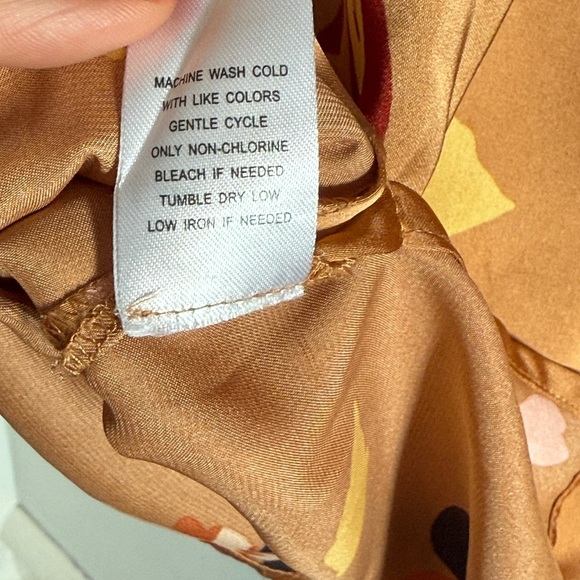 MACHINE WASH COLD
WITH LIKE COLORS
GENTLE CYCLE
ONLY NON-CHLORINE
BLEACH IF NEEDED
TUMBLE DRY LOW
LOW IRON IF NEEDED